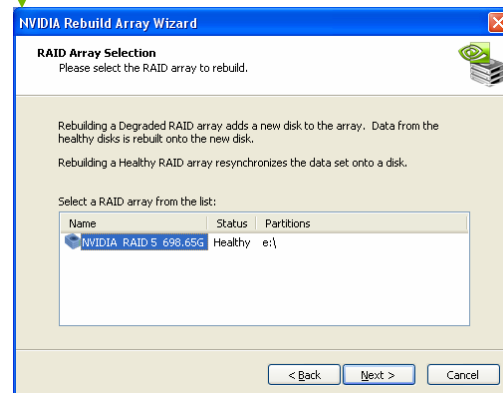 NVIDIA Rebuild Array Wizard
RAID Array Selection
Please select the RAID array to rebuild.
Rebuilding a Degraded RAID array adds a new disk to the array. Data from the
healthy disks is rebuilt onto the new disk.
Rebuilding a Healthy RAID array resynchronizes the data set onto a disk.
Select a RAID array from the list:
Name Status Partitions
NVIDIA RAID 5 698.65G Healthy e:\
< Back Next > Cancel